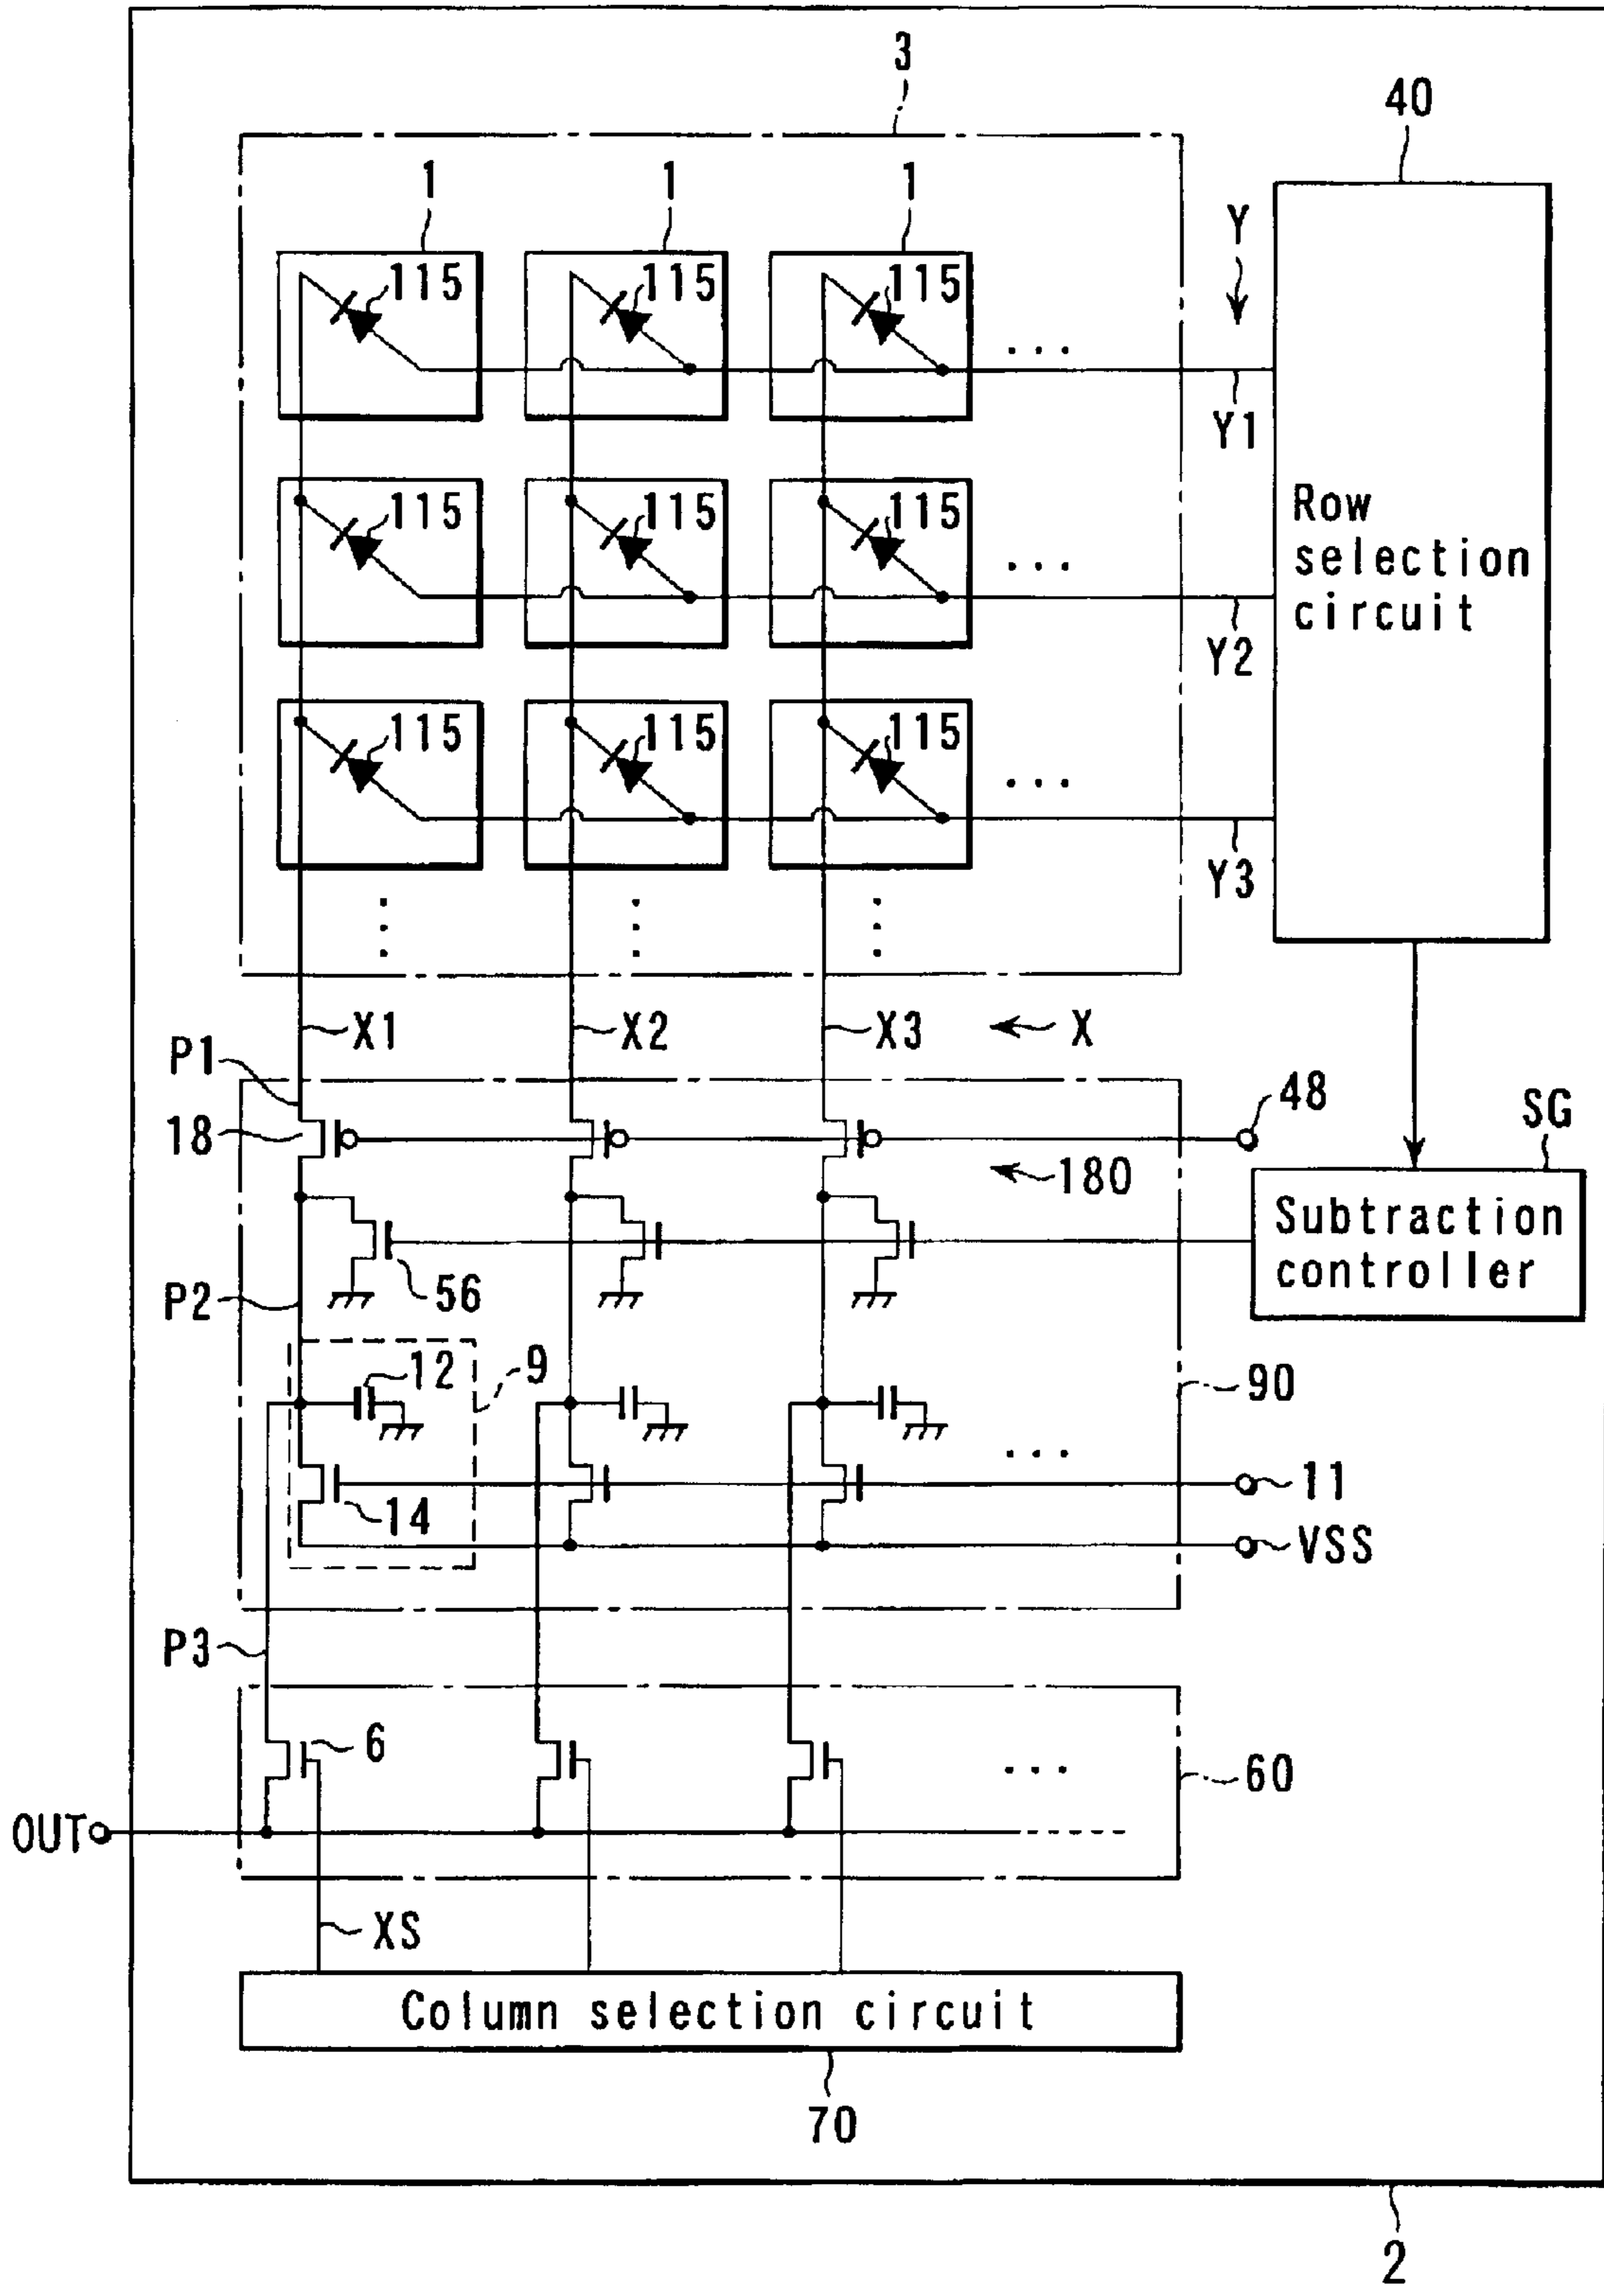 3
40
1 1 1
Y
115 115 115
...
Y1
115 115 115
...
Row
selection
circuit
Y2
115 115 115
...
Y3
X1 X2 X3 X
P1
48
18
180
SG
Subtraction
controller
56
P2
12 9
90
...
14
11
VSS
P3
6
...
60
OUT
XS
Column selection circuit
70
2